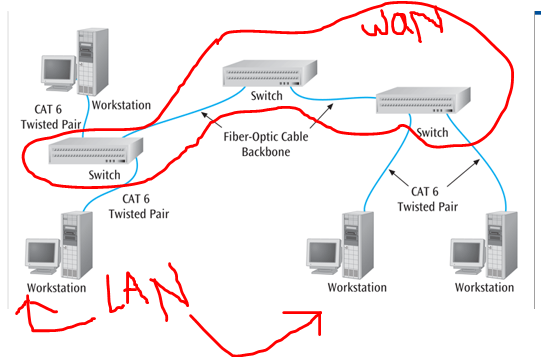 WAN
Workstation
CAT 6
Twisted Pair
Switch
Switch
Fiber-Optic Cable
Backbone
Switch
CAT 6
Twisted Pair
CAT 6
Twisted Pair
Workstation
Workstation
Workstation
LAN